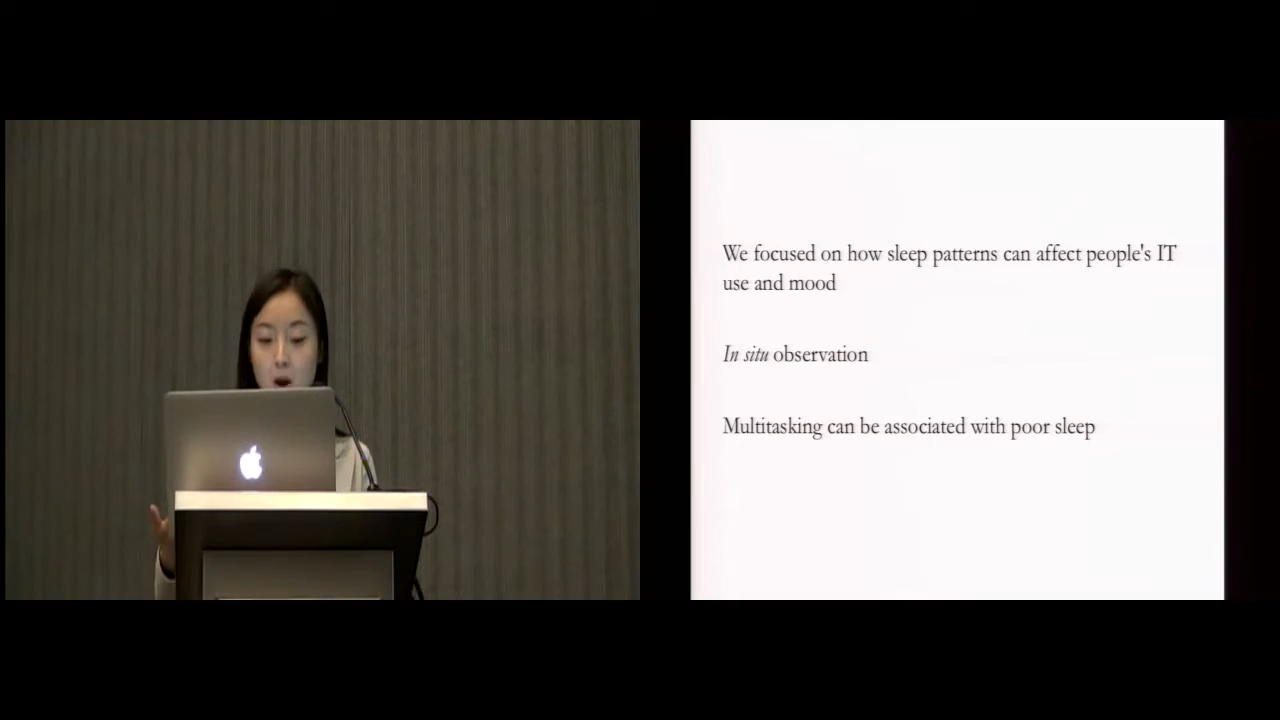 We focused on how sleep patterns can affect people's IT
use and mood
In situ observation
Multitasking can be associated with poor sleep